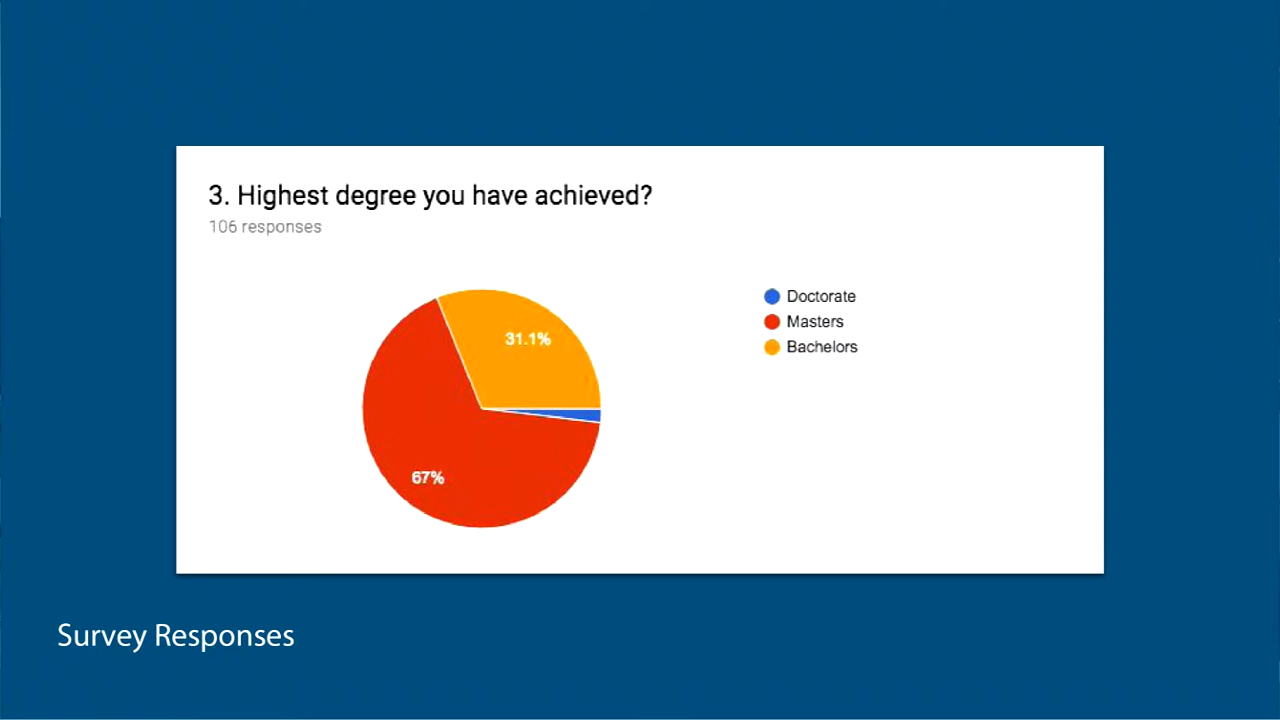 3. Highest degree you have achieved?
106 responses
Doctorate
Masters
Bachelors
31.1%
67%
Survey Responses